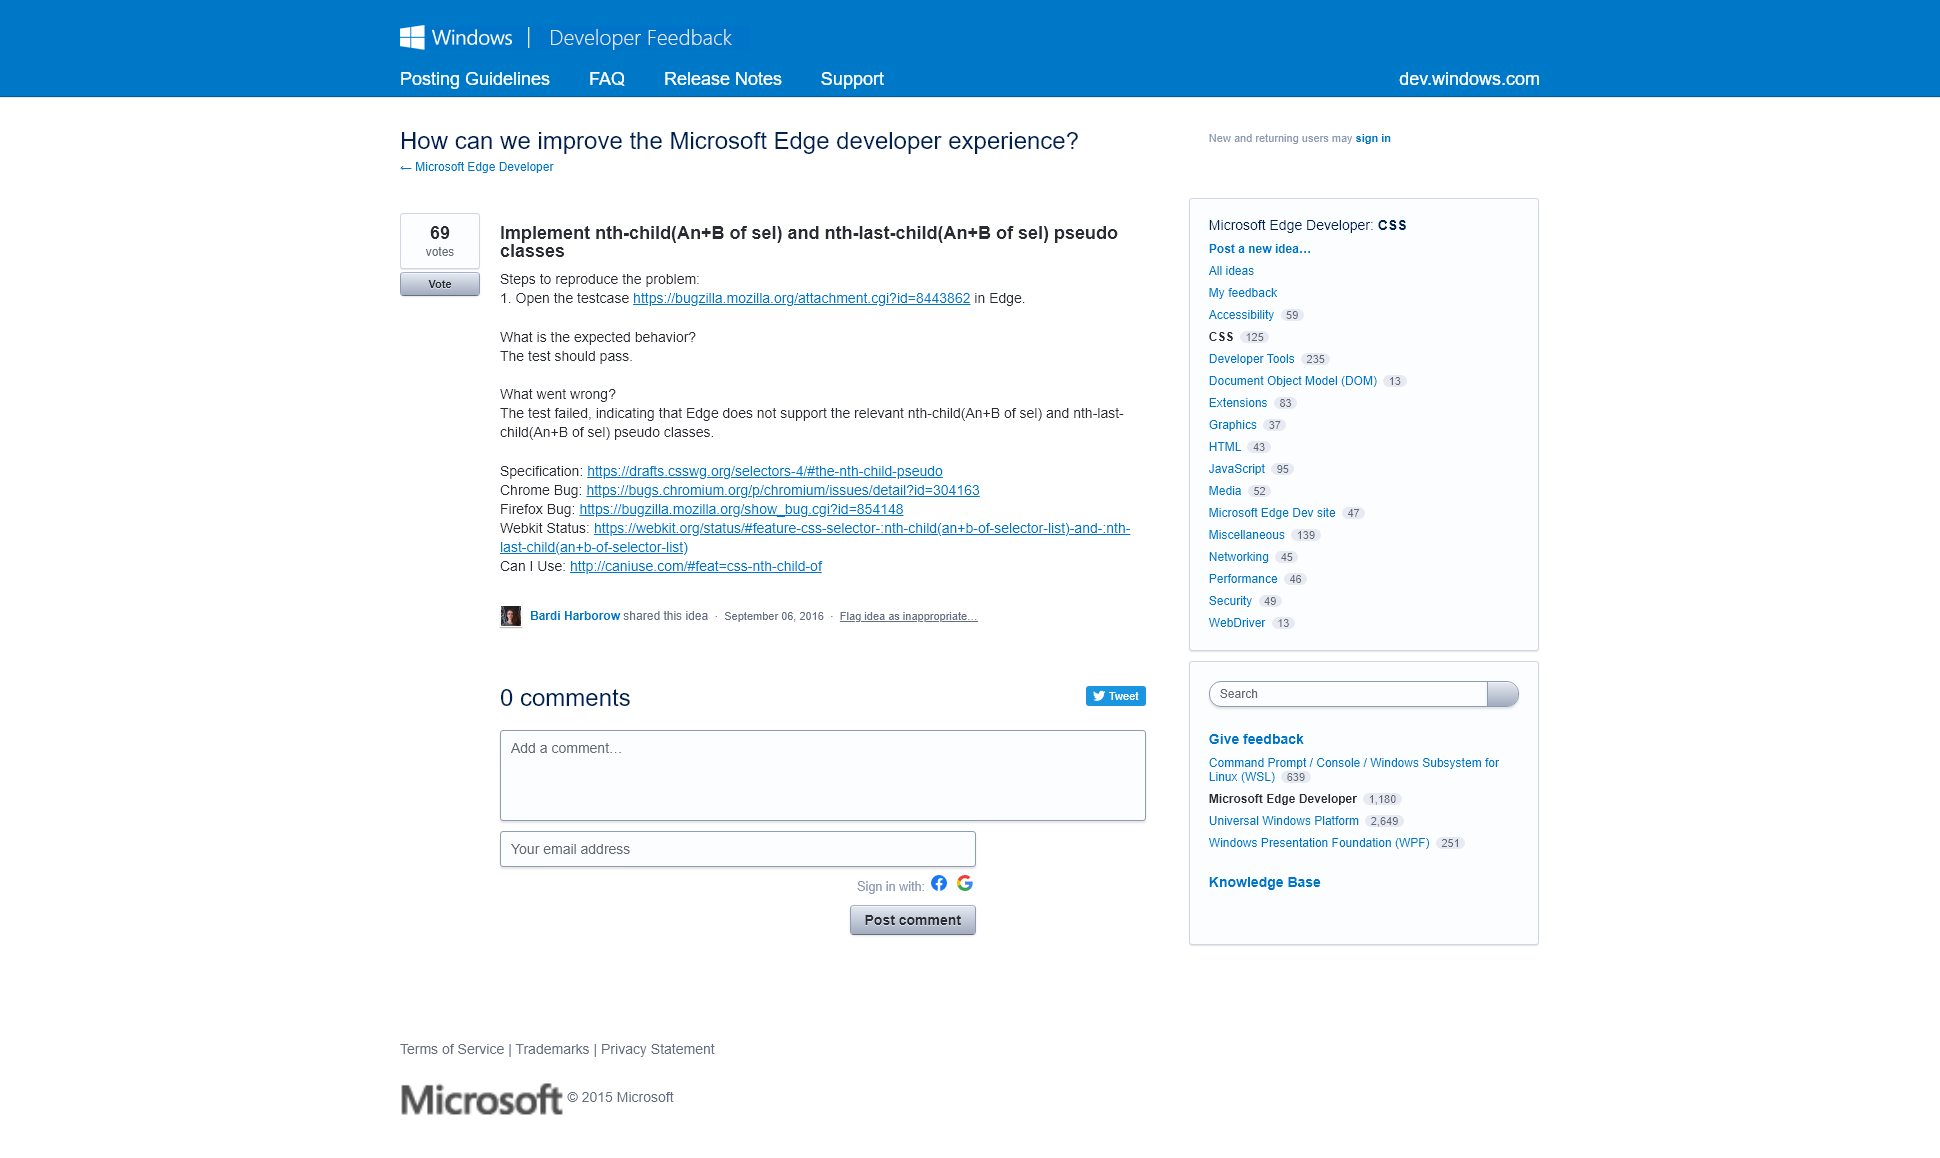 Windows | Developer Feedback
Posting Guidelines FAQ Release Notes Support dev.windows.com
How can we improve the Microsoft Edge developer experience?
← Microsoft Edge Developer
New and returning users may sign in
69
votes
Vote
Implement nth-child(An+B of sel) and nth-last-child(An+B of sel) pseudo
classes
Steps to reproduce the problem:
1. Open the testcase https://bugzilla.mozilla.org/attachment.cgi?id=8443862 in Edge.
What is the expected behavior?
The test should pass.
What went wrong?
The test failed, indicating that Edge does not support the relevant nth-child(An+B of sel) and nth-last-
child(An+B of sel) pseudo classes.
Specification: https://drafts.csswg.org/selectors-4/#the-nth-child-pseudo
Chrome Bug: https://bugs.chromium.org/p/chromium/issues/detail?id=304163
Firefox Bug: https://bugzilla.mozilla.org/show_bug.cgi?id=854148
Webkit Status: https://webkit.org/status/#feature-css-selector-:nth-child(an+b-of-selector-list)-and-:nth-
last-child(an+b-of-selector-list)
Can I Use: http://caniuse.com/#feat=css-nth-child-of
Bardi Harborow shared this idea · September 06, 2016 · Flag idea as inappropriate…
0 comments
Tweet
Add a comment…
Your email address
Sign in with:
Post comment
Microsoft Edge Developer: CSS
Post a new idea…
All ideas
My feedback
Accessibility 59
CSS 125
Developer Tools 235
Document Object Model (DOM) 13
Extensions 83
Graphics 37
HTML 43
JavaScript 95
Media 52
Microsoft Edge Dev site 47
Miscellaneous 139
Networking 45
Performance 46
Security 49
WebDriver 13
Search
Give feedback
Command Prompt / Console / Windows Subsystem for
Linux (WSL) 639
Microsoft Edge Developer 1,180
Universal Windows Platform 2,649
Windows Presentation Foundation (WPF) 251
Knowledge Base
Terms of Service | Trademarks | Privacy Statement
Microsoft © 2015 Microsoft